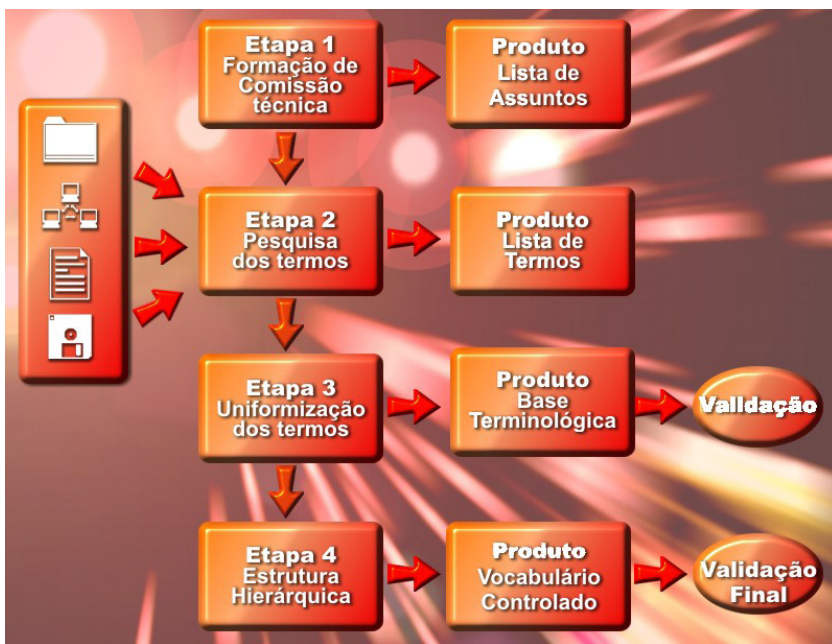 Etapa 1
Formação de
Comissão
técnica
Produto
Lista de
Assuntos
Etapa 2
Pesquisa
dos termos
Produto
Lista de
Termos
Etapa 3
Uniformização
dos termos
Produto
Base
Terminológica
Validação
Etapa 4
Estrutura
Hierárquica
Produto
Vocabulário
Controlado
Validação
Final